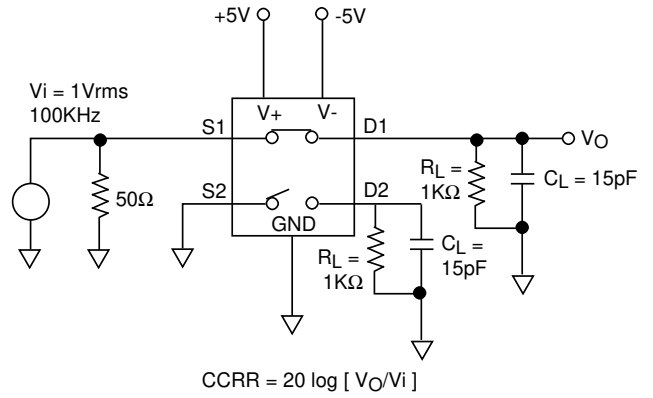 +5V
-5V
Vi = 1Vrms
100KHz
V+
V-
S1
D1
VO
50Ω
RL =
1KΩ
CL = 15pF
S2
D2
GND
RL =
1KΩ
CL =
15pF
CCRR = 20 log [ VO/Vi ]